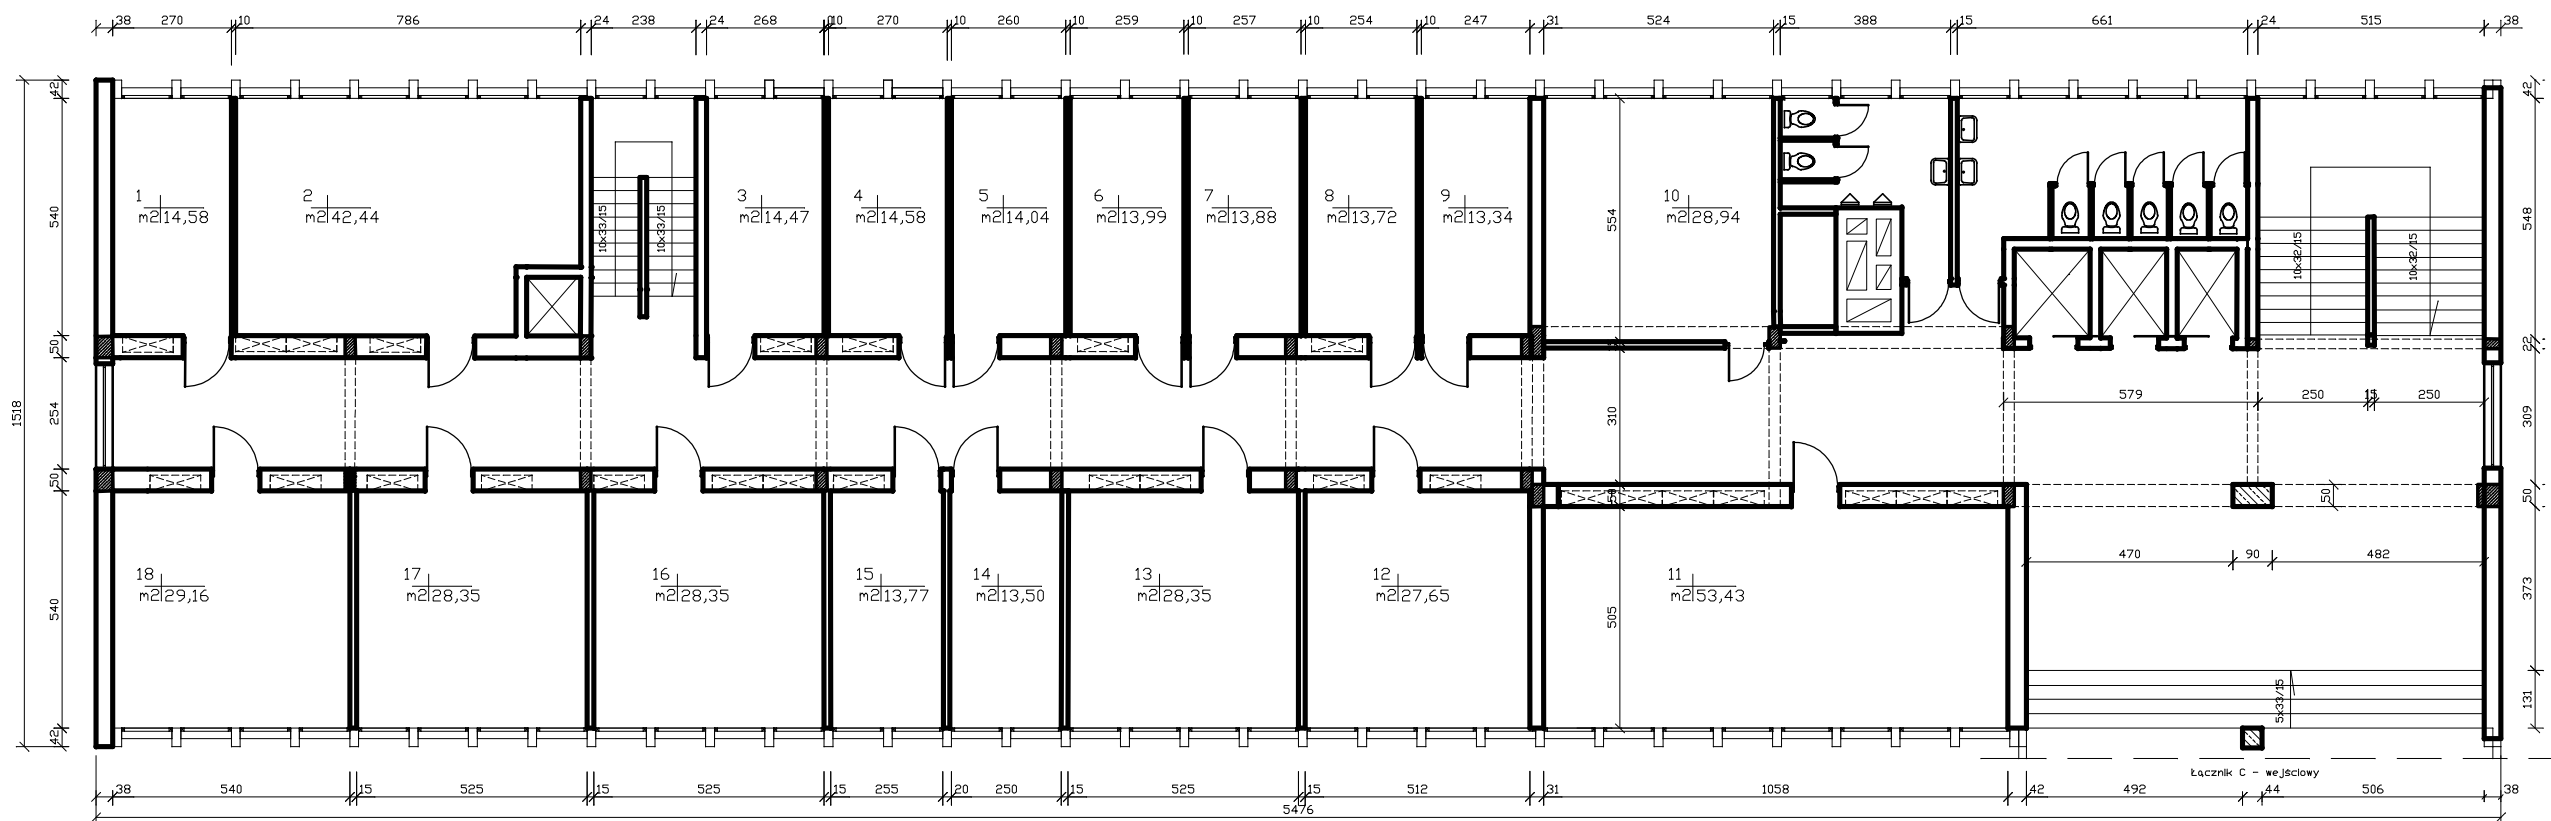 38 270 10 786 24 238 24 268 10 270 10 260 10 259 10 257 10 254 10 247 31 524 15 388 15 661 24 515 38
42 540 50 254 50 540 42
1518
1
m2 14,58
2
m2 42,44
10x33/15 10x33/15
3
m2 14,47
4
m2 14,58
5
m2 14,04
6
m2 13,99
7
m2 13,88
8
m2 13,72
9
m2 13,34
10
m2 28,94
554 310 50 505
10x32/15 10x32/15
42 548 22 309 50 373 131
579 250 15 250
50
470 90 482
18
m2 29,16
17
m2 28,35
16
m2 28,35
15
m2 13,77
14
m2 13,50
13
m2 28,35
12
m2 27,65
11
m2 53,43
5x33/15
Łącznik C - wejściowy
38 540 15 525 15 525 15 255 20 250 15 525 15 512 31 1058 42 492 44 506 38
5476